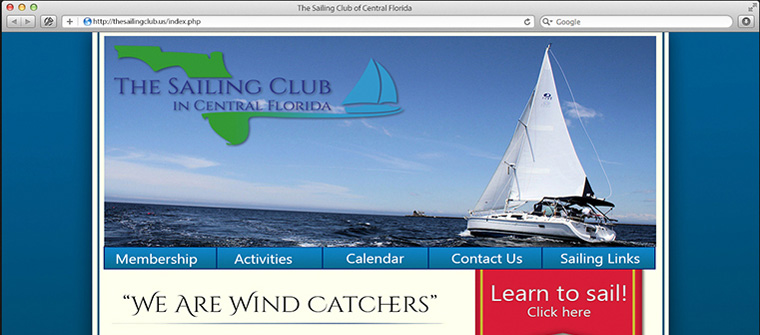 The Sailing Club of Central Florida
http://thesailingclub.us/index.php
Google
The Sailing Club
in Central Florida
Membership
Activities
Calendar
Contact Us
Sailing Links
“We Are Wind Catchers”
Learn to sail!
Click here